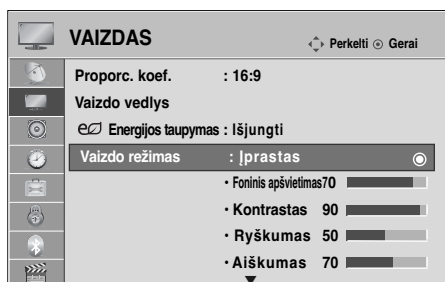 VAIZDAS
Perkelti Gerai
Proporc. koef. : 16:9
Vaizdo vedlys
Energijos taupymas : Išjungti
Vaizdo režimas : Įprastas
• Foninis apšvietimas70
• Kontrastas 90
• Ryškumas 50
• Aiškumas 70